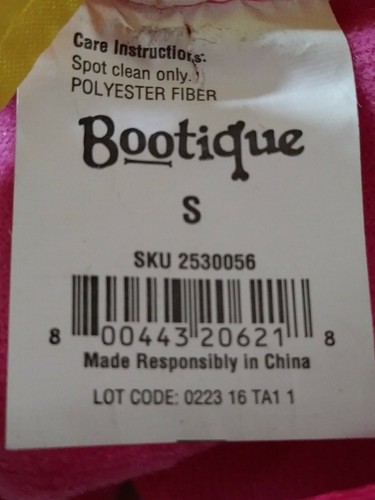 Care Instructions:
Spot clean only.
POLYESTER FIBER
Bootique
S
SKU 2530056
8 00443 20621 8
Made Responsibly in China
LOT CODE: 0223 16 TA1 1